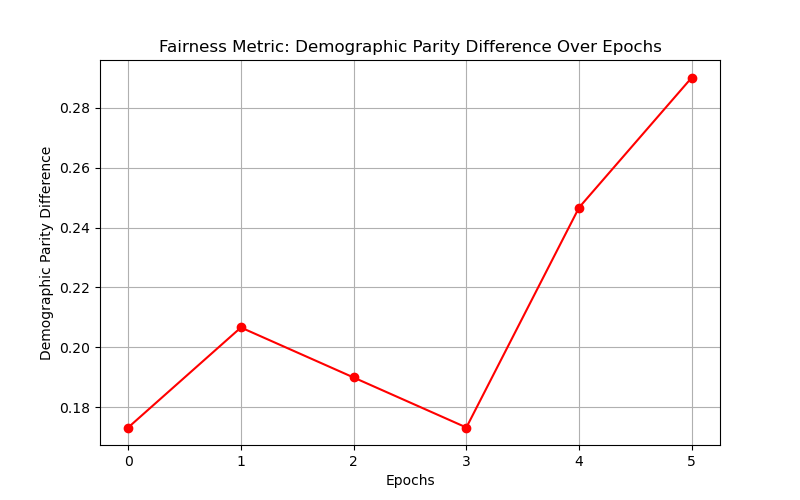 Fairness Metric: Demographic Parity Difference Over Epochs
Demographic Parity Difference
0.28
0.26
0.24
0.22
0.20
0.18
0 1 2 3 4 5
Epochs